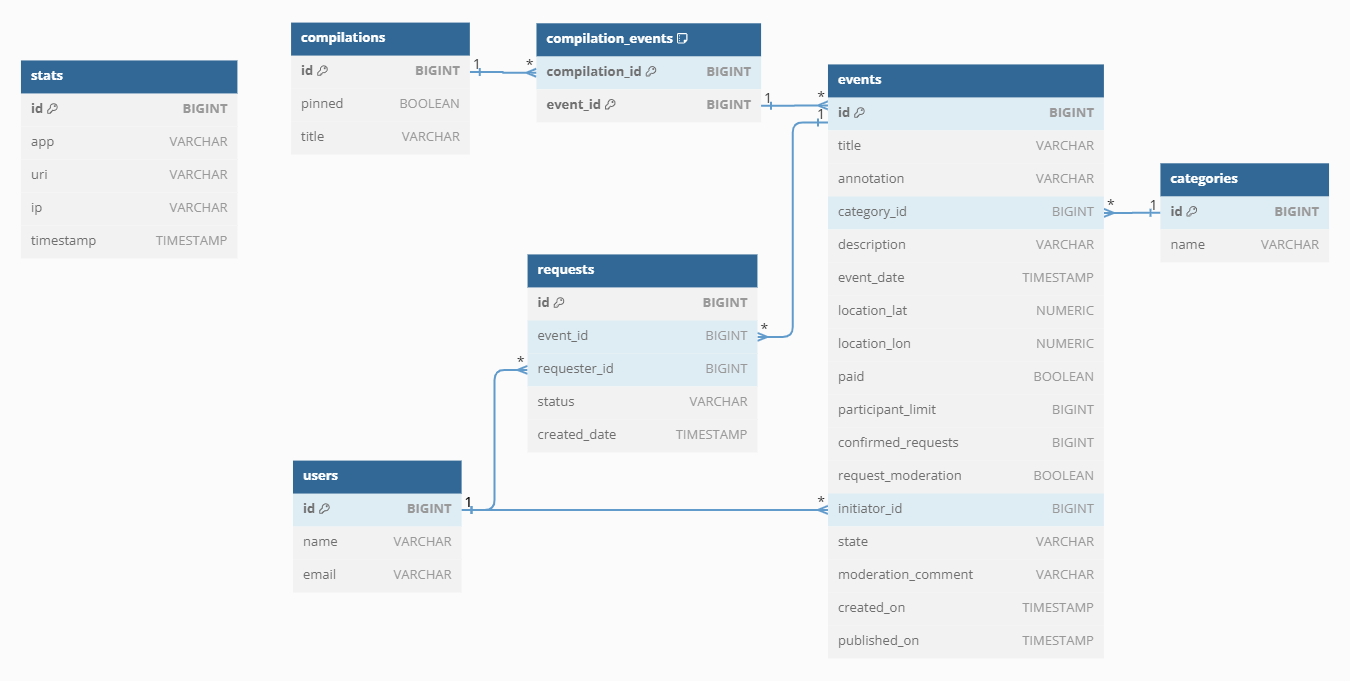 stats
id BIGINT
app VARCHAR
uri VARCHAR
ip VARCHAR
timestamp TIMESTAMP
compilations
id BIGINT
pinned BOOLEAN
title VARCHAR
1 *
compilation_events
compilation_id BIGINT
event_id BIGINT
1 *
events
id BIGINT
1
title VARCHAR
annotation VARCHAR
category_id BIGINT
description VARCHAR
event_date TIMESTAMP
location_lat NUMERIC
location_lon NUMERIC
paid BOOLEAN
participant_limit BIGINT
confirmed_requests BIGINT
request_moderation BOOLEAN
initiator_id BIGINT
state VARCHAR
moderation_comment VARCHAR
created_on TIMESTAMP
published_on TIMESTAMP
* 1
categories
id BIGINT
name VARCHAR
requests
id BIGINT
event_id BIGINT
*
requester_id BIGINT
*
status VARCHAR
created_date TIMESTAMP
users
id BIGINT
1 *
name VARCHAR
email VARCHAR